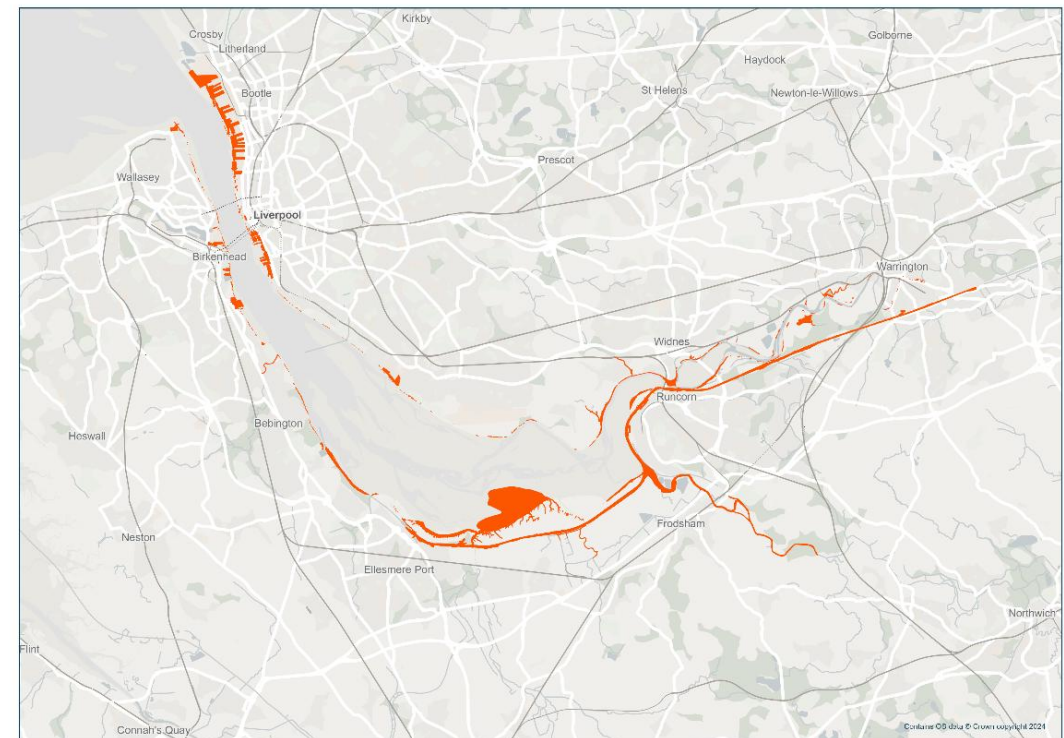 Kirkby
Crosby
Litherland
Golborne
Haydock
Bootle
St Helens
Newton-le-Willows
Prescot
Wallasey
Liverpool
Birkenhead
Warrington
Widnes
Runcorn
Bebington
Heswall
Frodsham
Neston
Ellesmere Port
Northwich
Flint
Connah's Quay
Contains OS data © Crown copyright 2024